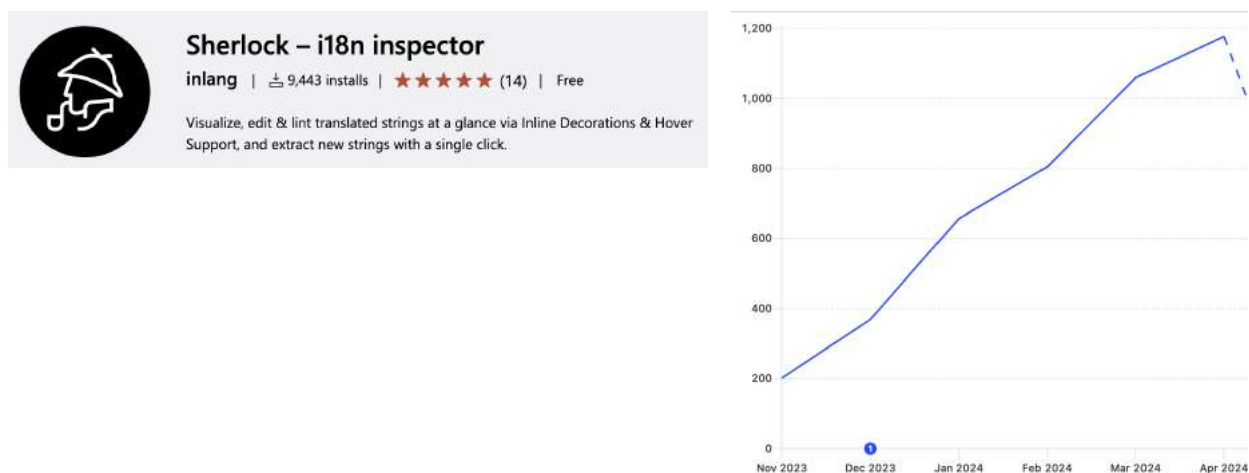 Sherlock – i18n inspector
inlang | 9,443 installs | ★★★★★ (14) | Free
Visualize, edit & lint translated strings at a glance via Inline Decorations & Hover
Support, and extract new strings with a single click.
1,200
1,000
800
600
400
200
0
1
Nov 2023 Dec 2023 Jan 2024 Feb 2024 Mar 2024 Apr 2024